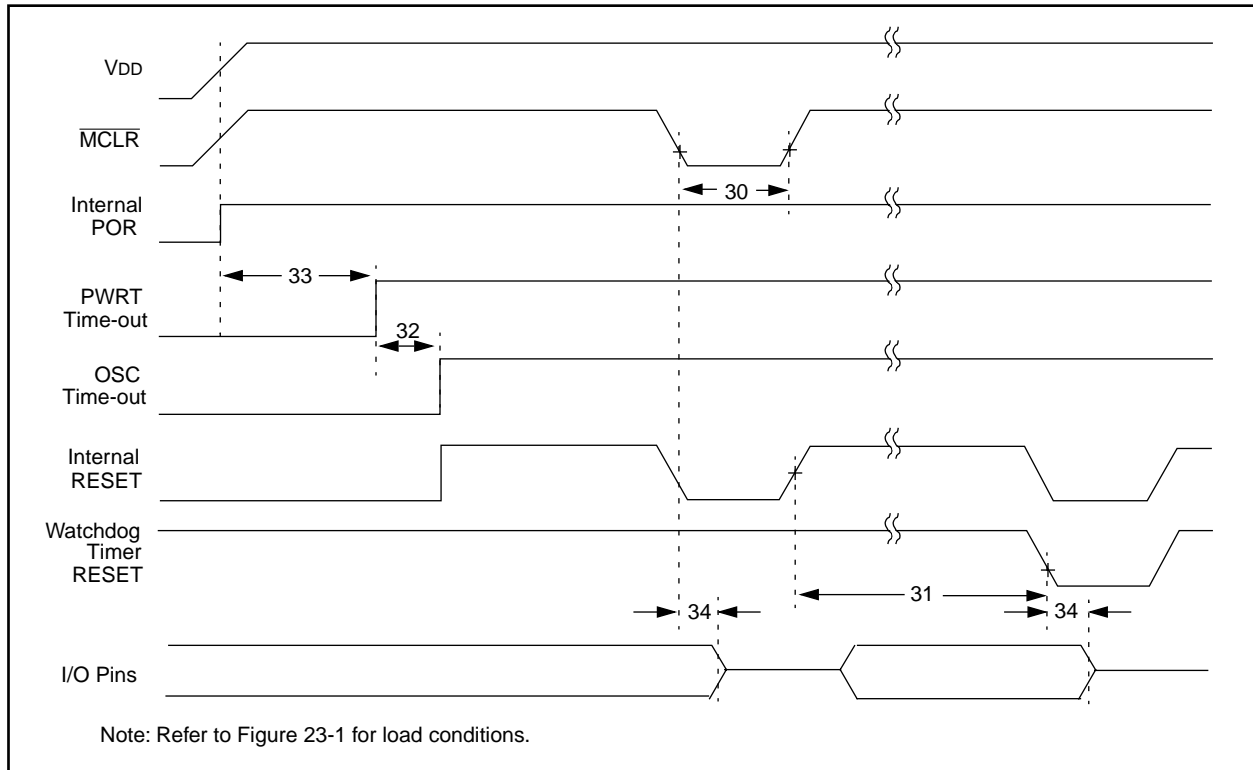 VDD
MCLR
30
Internal
POR
33
PWRT
Time-out
32
OSC
Time-out
Internal
RESET
Watchdog
Timer
RESET
31
34
34
I/O Pins
Note: Refer to Figure 23-1 for load conditions.